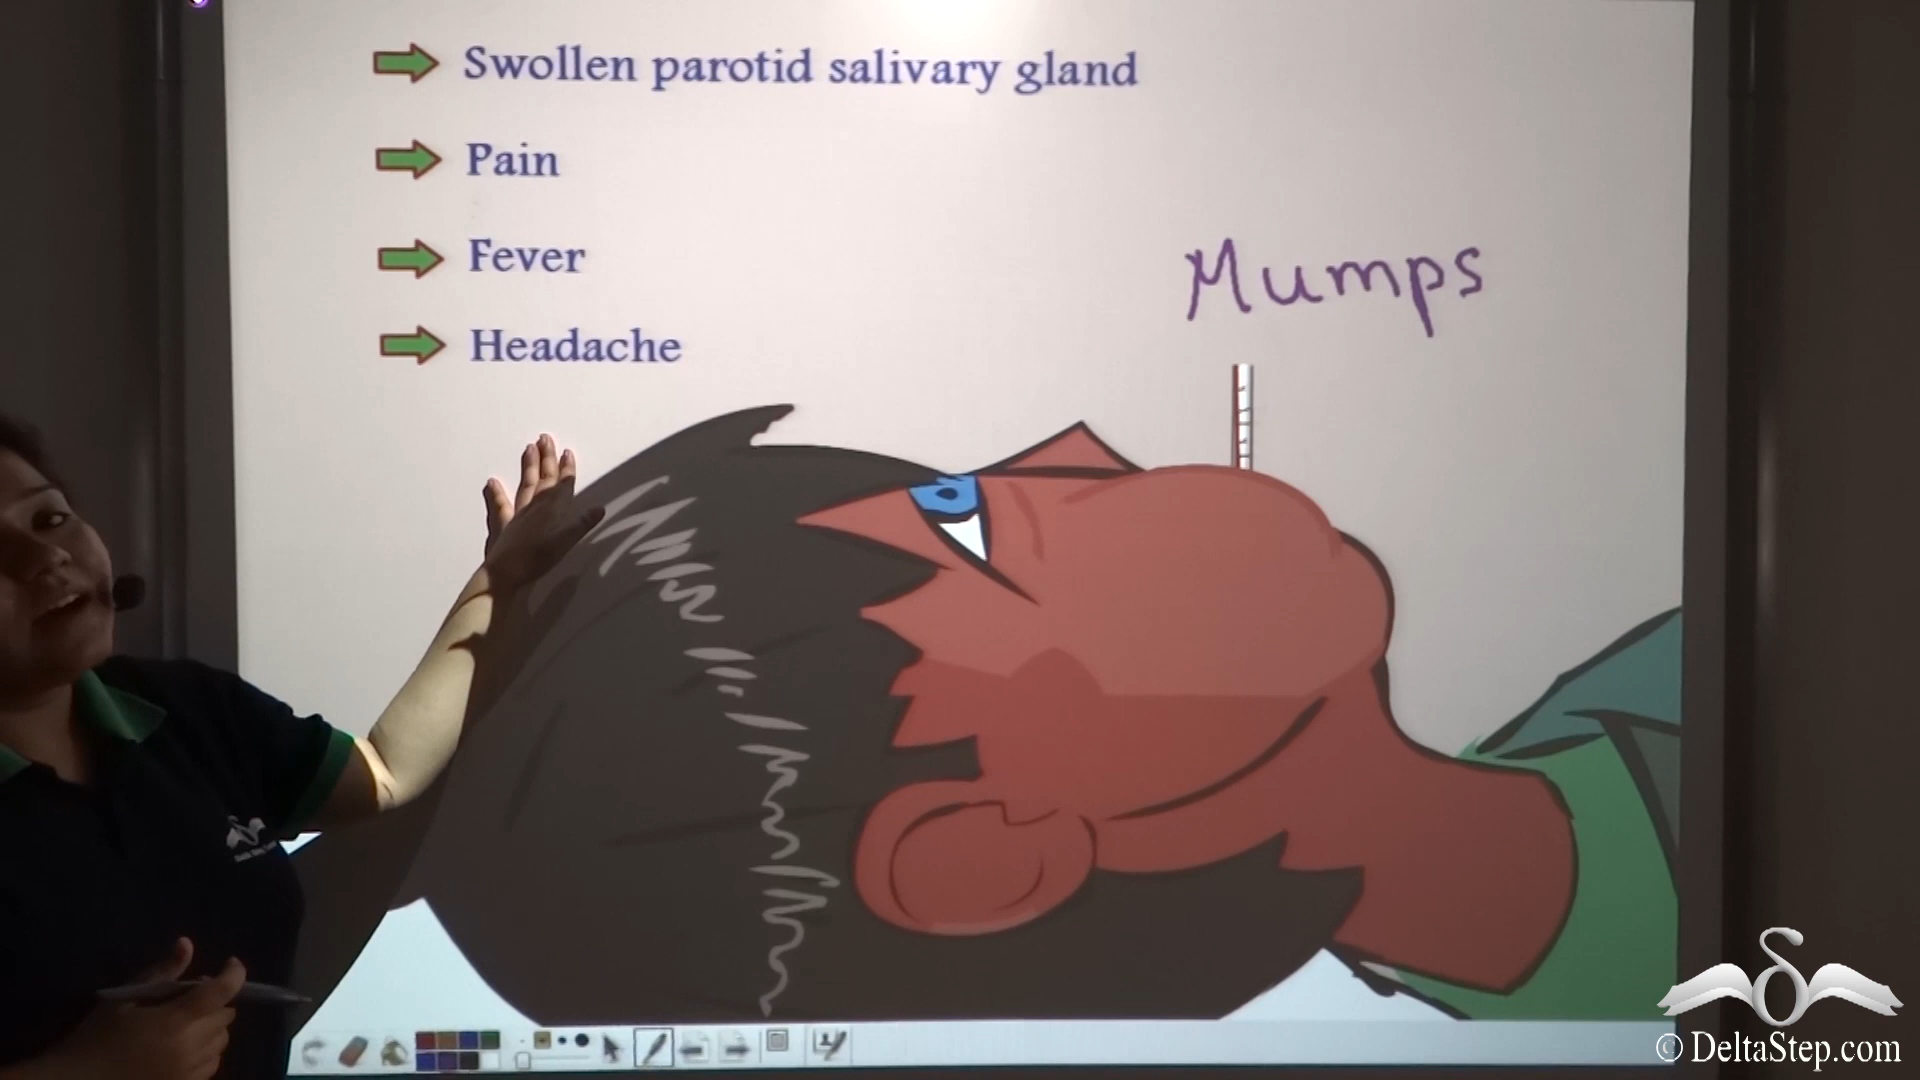 Swollen parotid salivary gland
Pain
Fever
Headache
Mumps
© DeltaStep.com